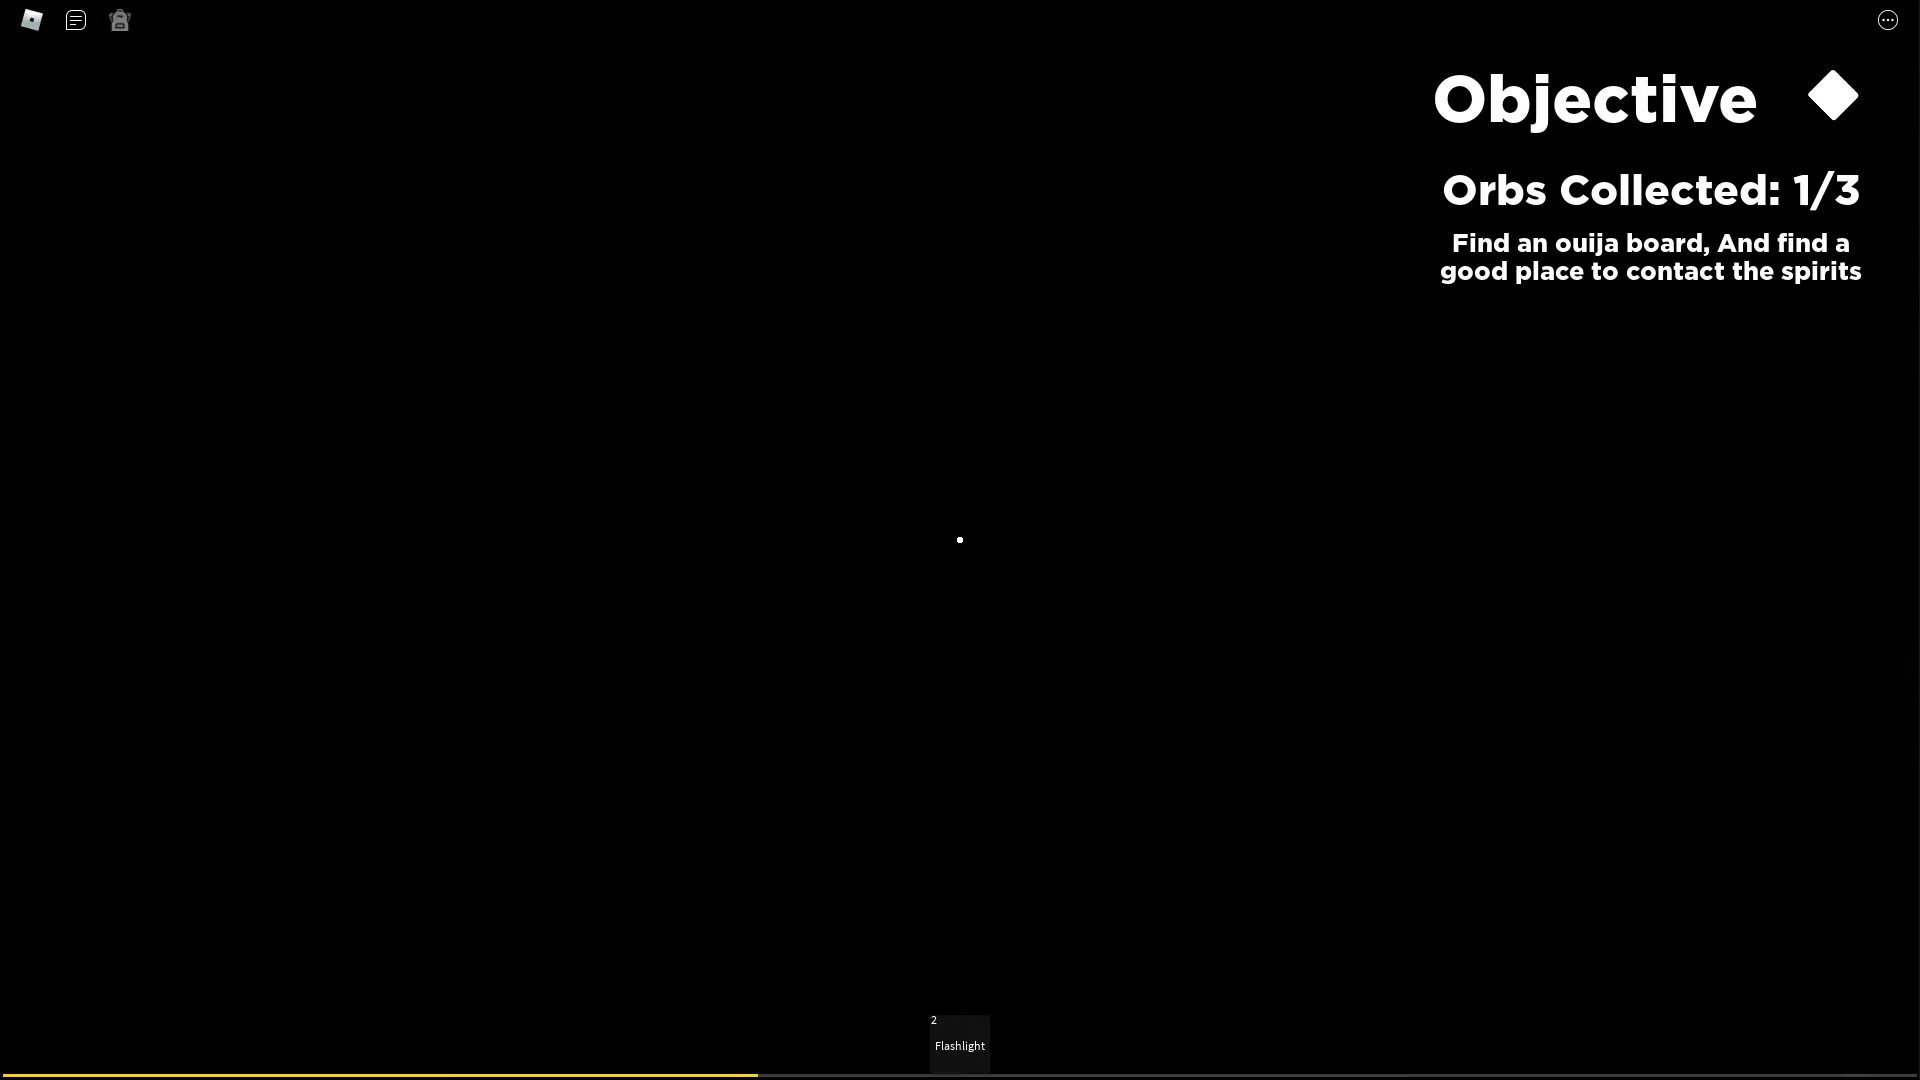 Objective
Orbs Collected: 1/3
Find an ouija board, And find a
good place to contact the spirits
2
Flashlight